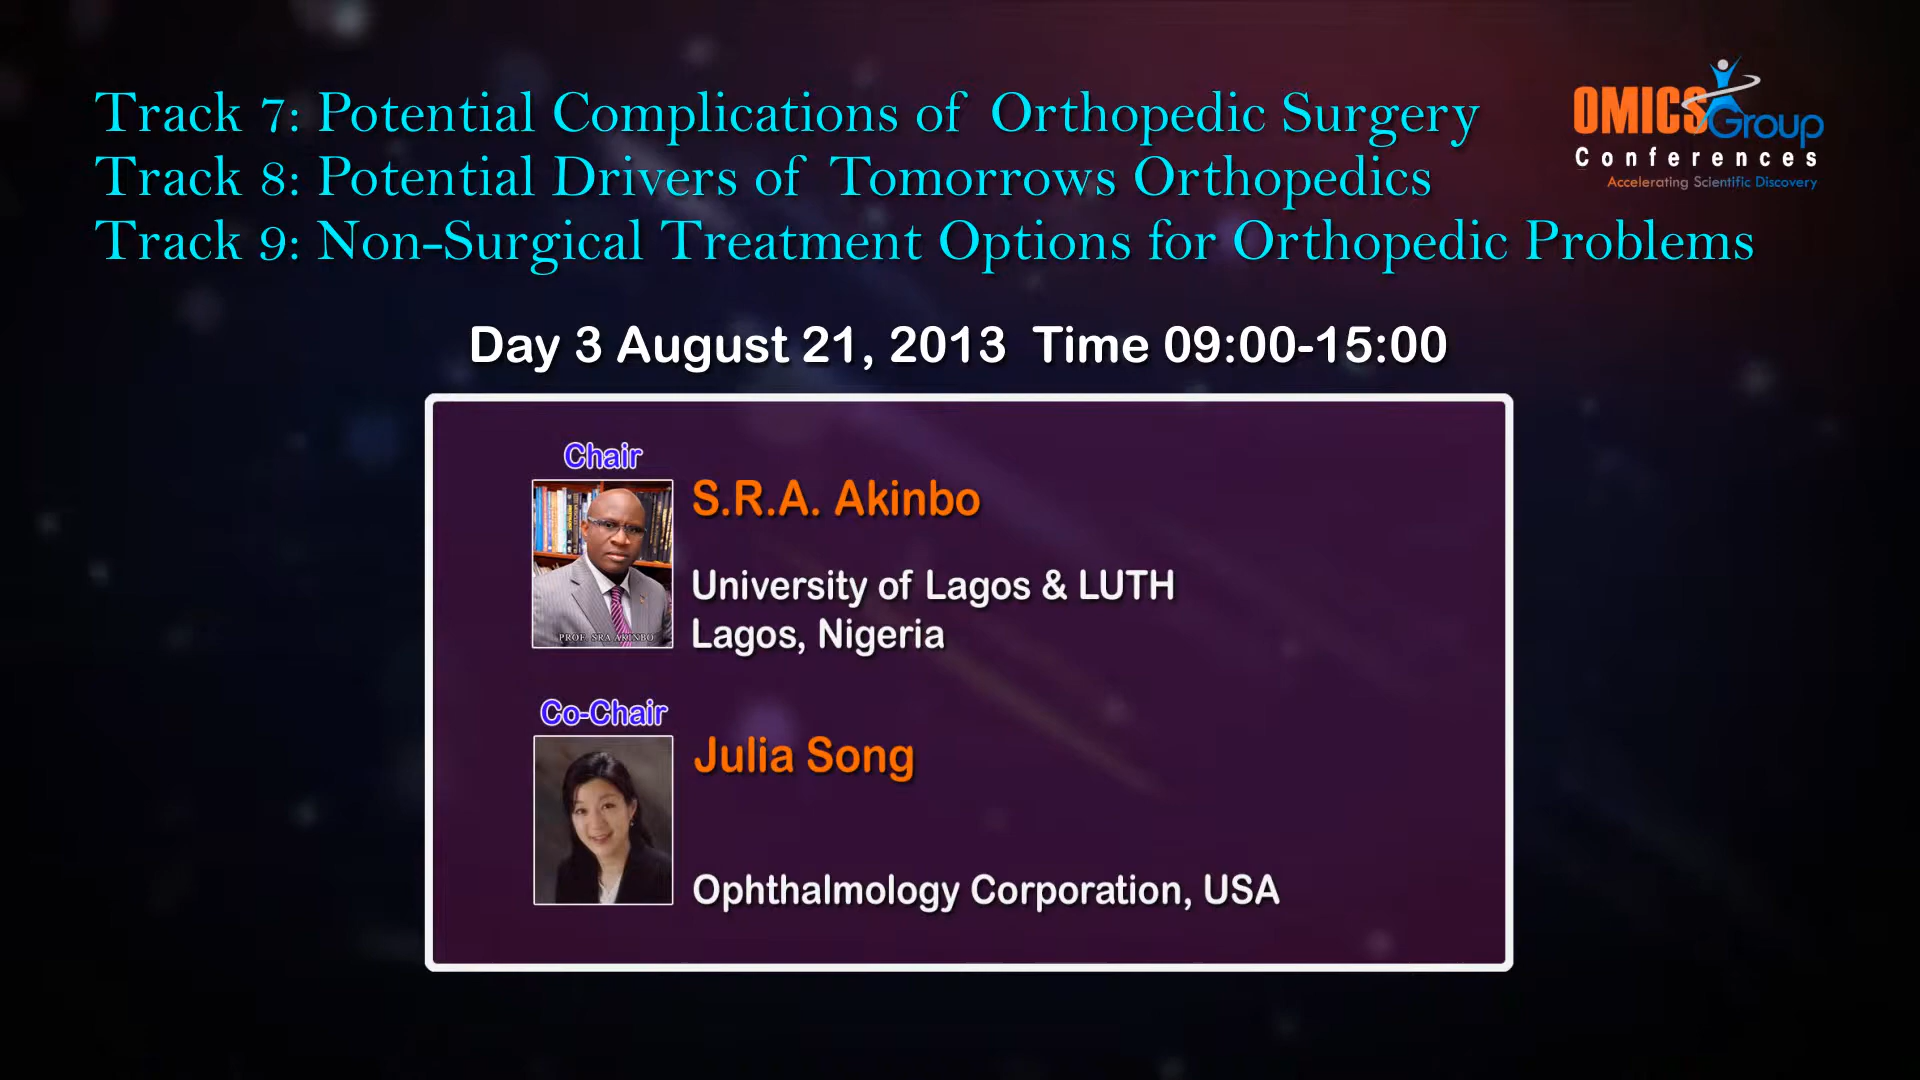 Track 7: Potential Complications of Orthopedic Surgery
Track 8: Potential Drivers of Tomorrows Orthopedics
Track 9: Non-Surgical Treatment Options for Orthopedic Problems
OMICS Group
Conferences
Accelerating Scientific Discovery
Day 3 August 21, 2013 Time 09:00-15:00
Chair
S.R.A. Akinbo
University of Lagos & LUTH
Lagos, Nigeria
PROF. SRA AKINBO
Co-Chair
Julia Song
Ophthalmology Corporation, USA